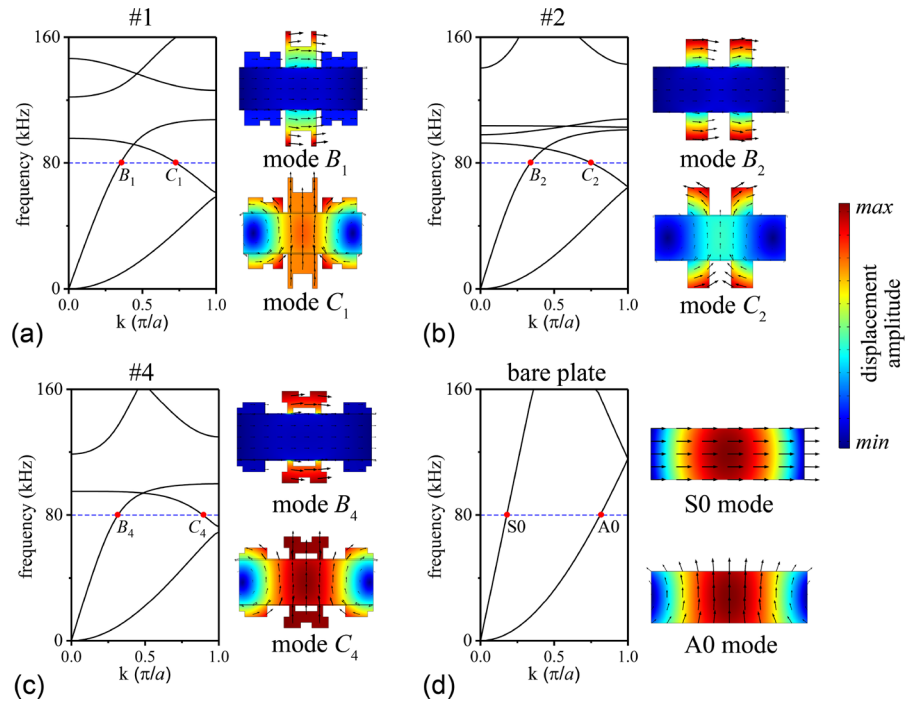 #1
160
80
0
frequency (kHz)
B1
C1
0.0
0.5
1.0
k (π/a)
(a)
mode B1
mode C1
#2
160
80
0
frequency (kHz)
B2
C2
0.0
0.5
1.0
k (π/a)
(b)
mode B2
mode C2
max
displacement
amplitude
min
#4
160
80
0
frequency (kHz)
B4
C4
0.0
0.5
1.0
k (π/a)
(c)
mode B4
mode C4
bare plate
160
80
0
frequency (kHz)
S0
A0
0.0
0.5
1.0
k (π/a)
(d)
S0 mode
A0 mode